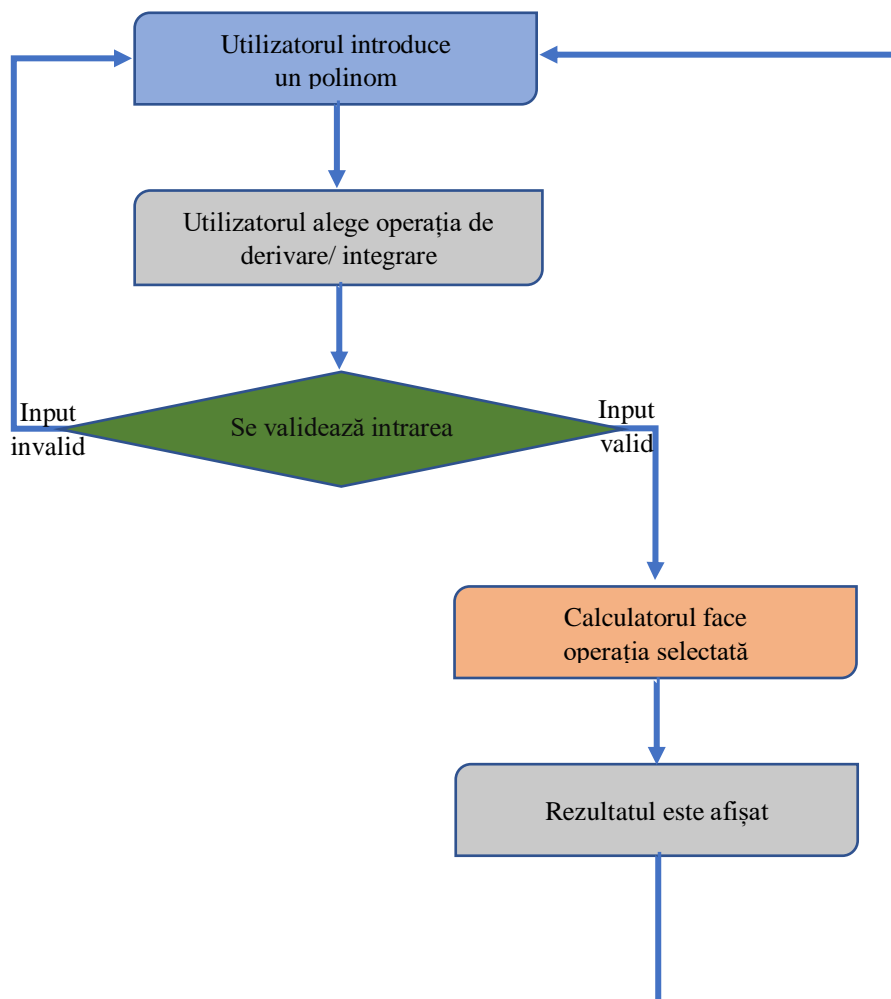 Utilizatorul introduce
un polinom
Utilizatorul alege operația de
derivare/ integrare
Se validează intrarea
Input
invalid
Input
valid
Calculatorul face
operația selectată
Rezultatul este afișat